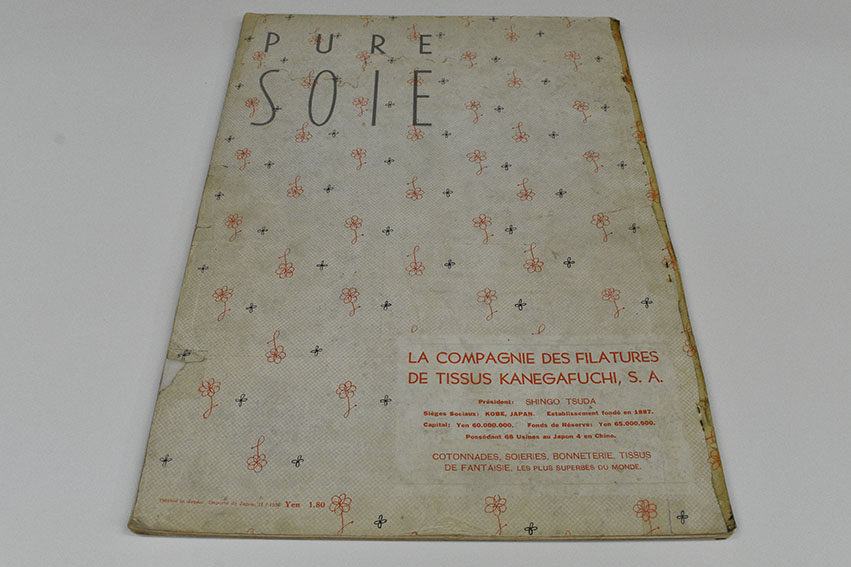 PURE
SOIE
LA COMPAGNIE DES FILATURES
DE TISSUS KANEGAFUCHI, S. A.
Président: SHINGO TSUDA
Sièges Sociaux: KOBE, JAPAN. Establissement fondó en 1887.
Capital: Yen 60.000.000. Fonds de Réserve: Yen 65.000.000.
Possédant 66 Usines au Japon 4 en Chine.
COTONNADES, SOIERIES, BONNETERIE, TISSUS
DE FANTAISIE, LES PLUS SUPERBES DU MONDE.
Yen 1.80